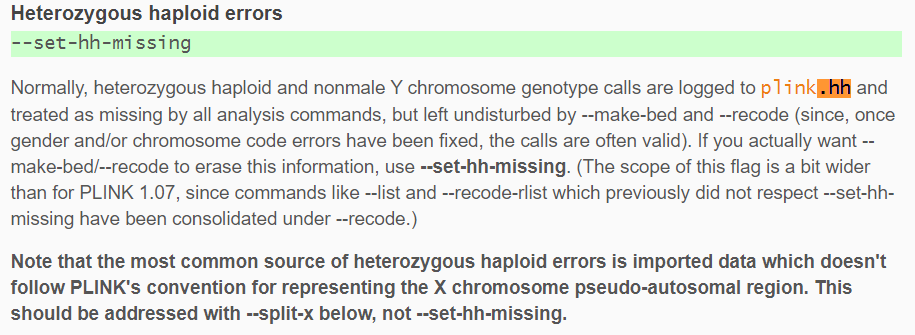 Heterozygous haploid errors
--set-hh-missing
Normally, heterozygous haploid and nonmale Y chromosome genotype calls are logged to plink.hh and
treated as missing by all analysis commands, but left undisturbed by --make-bed and --recode (since, once
gender and/or chromosome code errors have been fixed, the calls are often valid). If you actually want --
make-bed/--recode to erase this information, use --set-hh-missing. (The scope of this flag is a bit wider
than for PLINK 1.07, since commands like --list and --recode-rlist which previously did not respect --set-hh-
missing have been consolidated under --recode.)
Note that the most common source of heterozygous haploid errors is imported data which doesn't
follow PLINK's convention for representing the X chromosome pseudo-autosomal region. This
should be addressed with --split-x below, not --set-hh-missing.